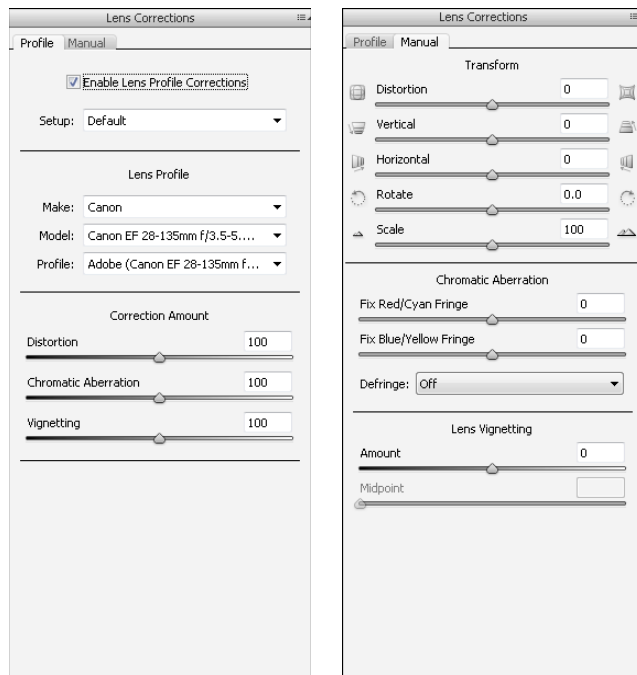 Lens Corrections
Profile Manual
Enable Lens Profile Corrections
Setup: Default
Lens Profile
Make: Canon
Model: Canon EF 28-135mm f/3.5-5....
Profile: Adobe (Canon EF 28-135mm f...
Correction Amount
Distortion 100
Chromatic Aberration 100
Vignetting 100
Lens Corrections
Profile Manual
Transform
Distortion 0
Vertical 0
Horizontal 0
Rotate 0.0
Scale 100
Chromatic Aberration
Fix Red/Cyan Fringe 0
Fix Blue/Yellow Fringe 0
Defringe: Off
Lens Vignetting
Amount 0
Midpoint